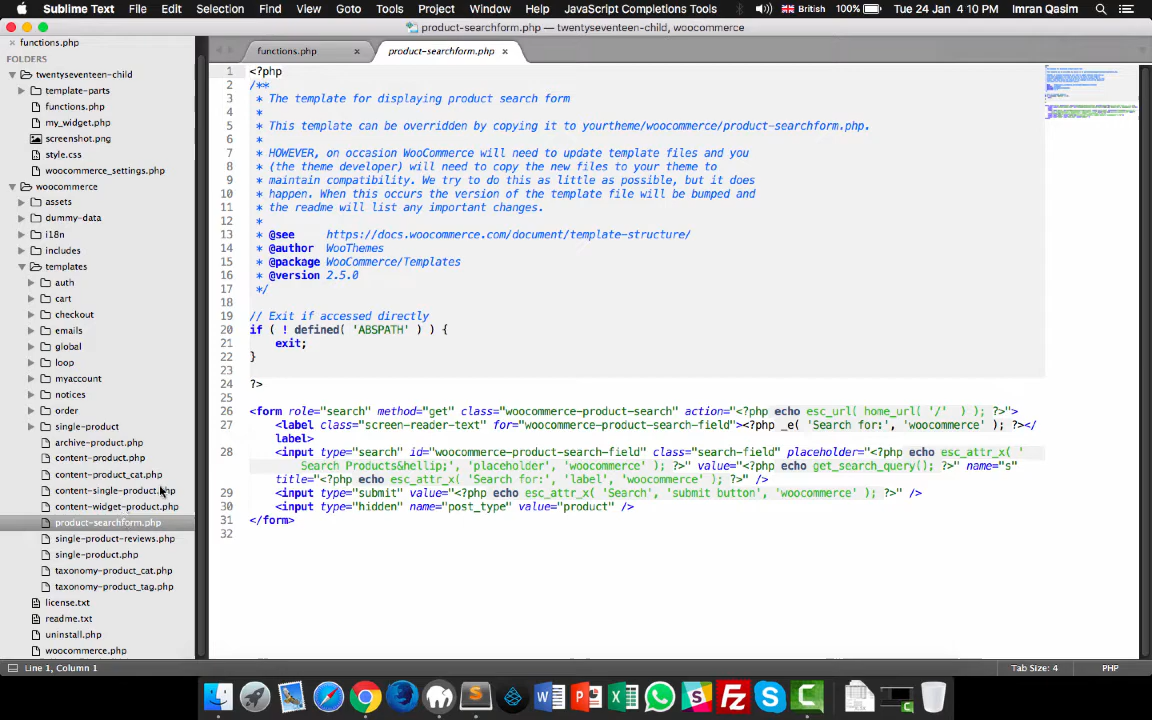 Sublime Text File Edit Selection Find View Goto Tools Project Window Help JavaScript Completions Tools British 100% Tue 24 Jan 4:10 PM Imran Qasim
product-searchform.php — twentyseventeen-child, woocommerce
functions.php
FOLDERS
twentyseventeen-child
template-parts
functions.php
my_widget.php
screenshot.png
style.css
woocommerce_settings.php
woocommerce
assets
dummy-data
i18n
includes
templates
auth
cart
checkout
emails
global
loop
myaccount
notices
order
single-product
archive-product.php
content-product.php
content-product_cat.php
content-single-product.php
content-widget-product.php
product-searchform.php
single-product-reviews.php
single-product.php
taxonomy-product_cat.php
taxonomy-product_tag.php
license.txt
readme.txt
uninstall.php
woocommerce.php
functions.php × product-searchform.php ×
1 <?php
2 /**
3 * The template for displaying product search form
4 *
5 * This template can be overridden by copying it to yourtheme/woocommerce/product-searchform.php.
6 *
7 * HOWEVER, on occasion WooCommerce will need to update template files and you
8 * (the theme developer) will need to copy the new files to your theme to
9 * maintain compatibility. We try to do this as little as possible, but it does
10 * happen. When this occurs the version of the template file will be bumped and
11 * the readme will list any important changes.
12 *
13 * @see https://docs.woocommerce.com/document/template-structure/
14 * @author WooThemes
15 * @package WooCommerce/Templates
16 * @version 2.5.0
17 */
18
19 // Exit if accessed directly
20 if ( ! defined( 'ABSPATH' ) ) {
21 exit;
22 }
23
24 ?>
25
26 <form role="search" method="get" class="woocommerce-product-search" action="<?php echo esc_url( home_url( '/' ) ); ?>">
27 <label class="screen-reader-text" for="woocommerce-product-search-field"><?php _e( 'Search for:', 'woocommerce' ); ?></
label>
28 <input type="search" id="woocommerce-product-search-field" class="search-field" placeholder="<?php echo esc_attr_x( '
Search Products&hellip;', 'placeholder', 'woocommerce' ); ?>" value="<?php echo get_search_query(); ?>" name="s"
title="<?php echo esc_attr_x( 'Search for:', 'label', 'woocommerce' ); ?>" />
29 <input type="submit" value="<?php echo esc_attr_x( 'Search', 'submit button', 'woocommerce' ); ?>" />
30 <input type="hidden" name="post_type" value="product" />
31 </form>
32
Line 1, Column 1 Tab Size: 4 PHP